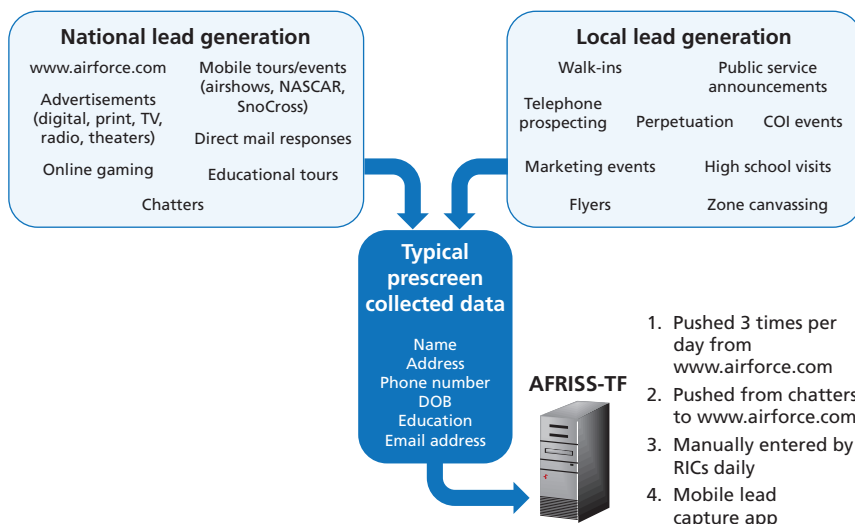 National lead generation
www.airforce.com
Advertisements
(digital, print, TV,
radio, theaters)
Online gaming
Mobile tours/events
(airshows, NASCAR,
SnoCross)
Direct mail responses
Educational tours
Chatters
Local lead generation
Walk-ins
Public service
announcements
Telephone
prospecting
Perpetuation
COI events
Marketing events
High school visits
Flyers
Zone canvassing
Typical
prescreen
collected data
Name
Address
Phone number
DOB
Education
Email address
AFRISS-TF
1. Pushed 3 times per
day from
www.airforce.com
2. Pushed from chatters
to www.airforce.com
3. Manually entered by
RICs daily
4. Mobile lead
capture app